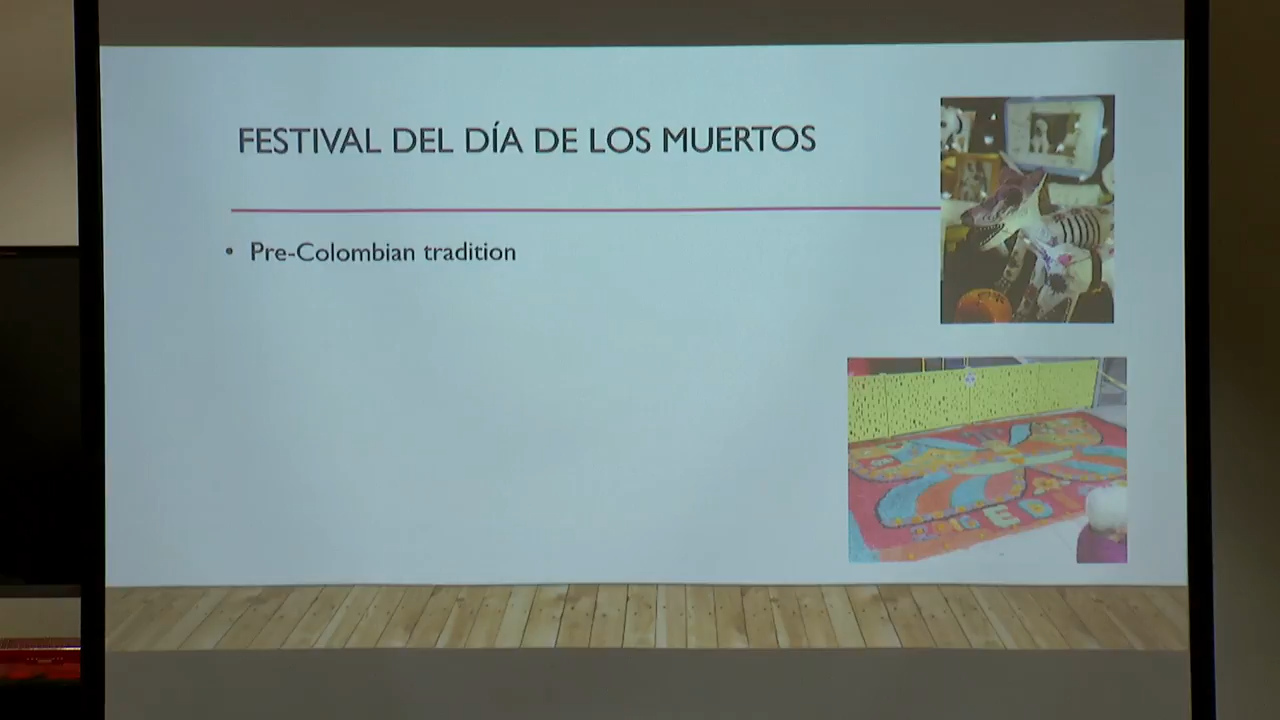 FESTIVAL DEL DÍA DE LOS MUERTOS
• Pre-Colombian tradition